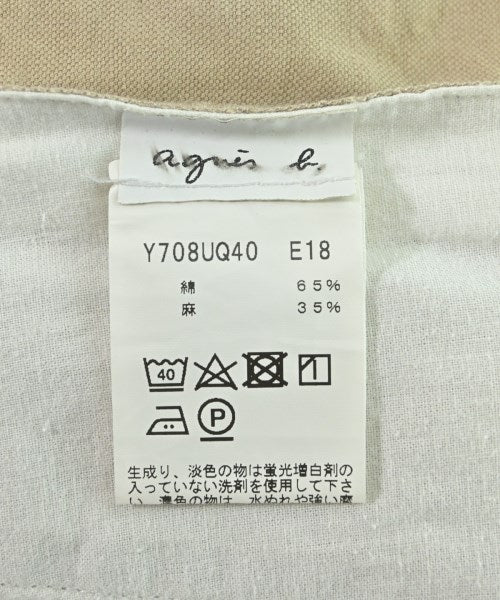 agnès b.
Y708UQ40 E18
綿 65%
麻 35%
40
P
生成り、淡色の物は蛍光増白剤の
入っていない洗剤を使用して下さ
い。濃色の物は、水ぬれや強い摩